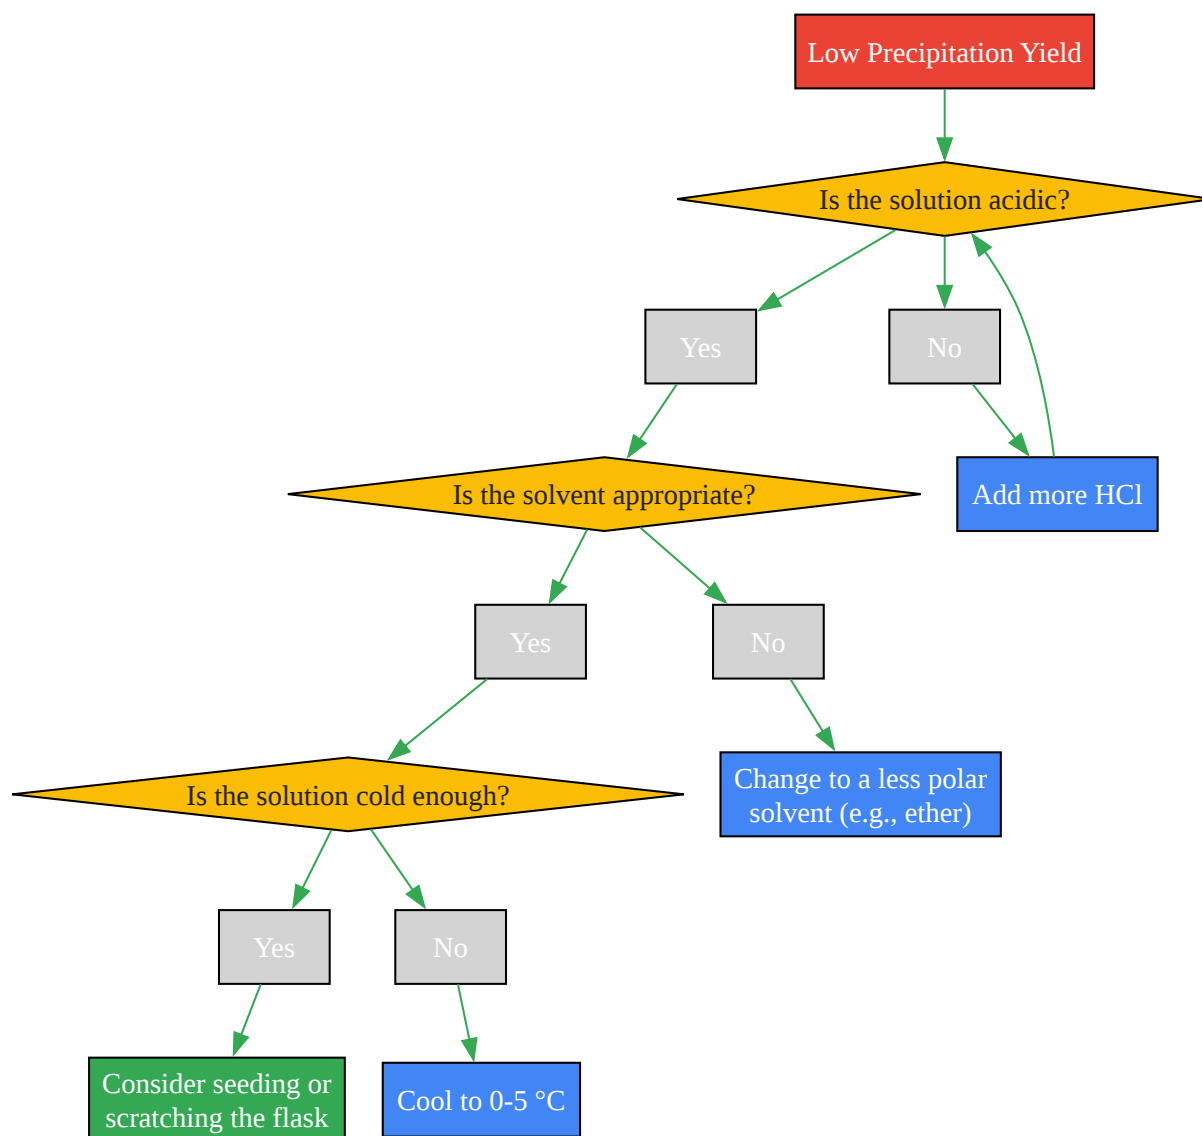 Low Precipitation Yield
Is the solution acidic?
Yes
No
Is the solvent appropriate?
Add more HCl
Yes
No
Change to a less polar
solvent (e.g., ether)
Is the solution cold enough?
Yes
No
Consider seeding or
scratching the flask
Cool to 0-5 °C